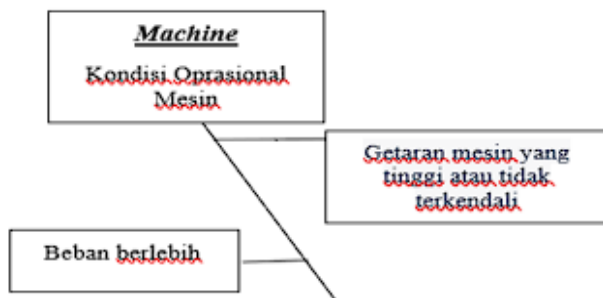 Machine
Kondisi Oprasional
Mesin
Getaran mesin yang
tinggi atau tidak
terkendali
Beban berlebih